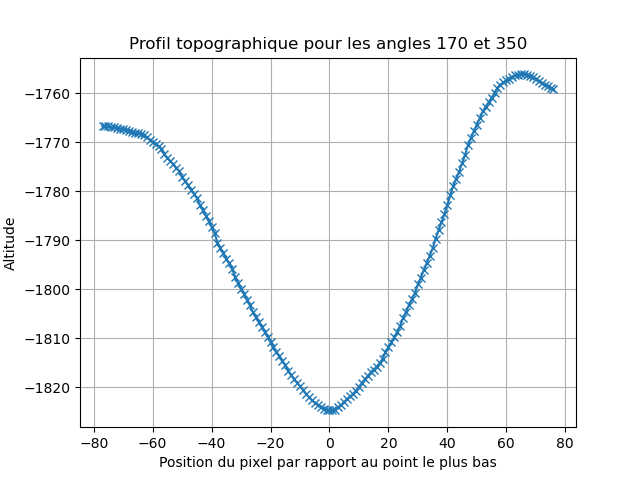 Profil topographique pour les angles 170 et 350
−1760
−1770
−1780
−1790
−1800
−1810
−1820
Altitude
−80 −60 −40 −20 0 20 40 60 80
Position du pixel par rapport au point le plus bas